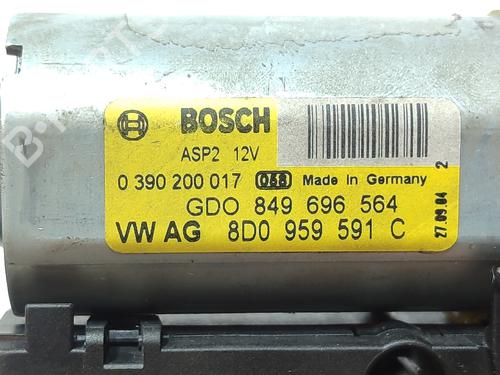 BOSCH
ASP2 12V
0 390 200 017 058 Made in Germany
GDO 849 696 564
VW AG 8D0 959 591 C
27.09.04 2